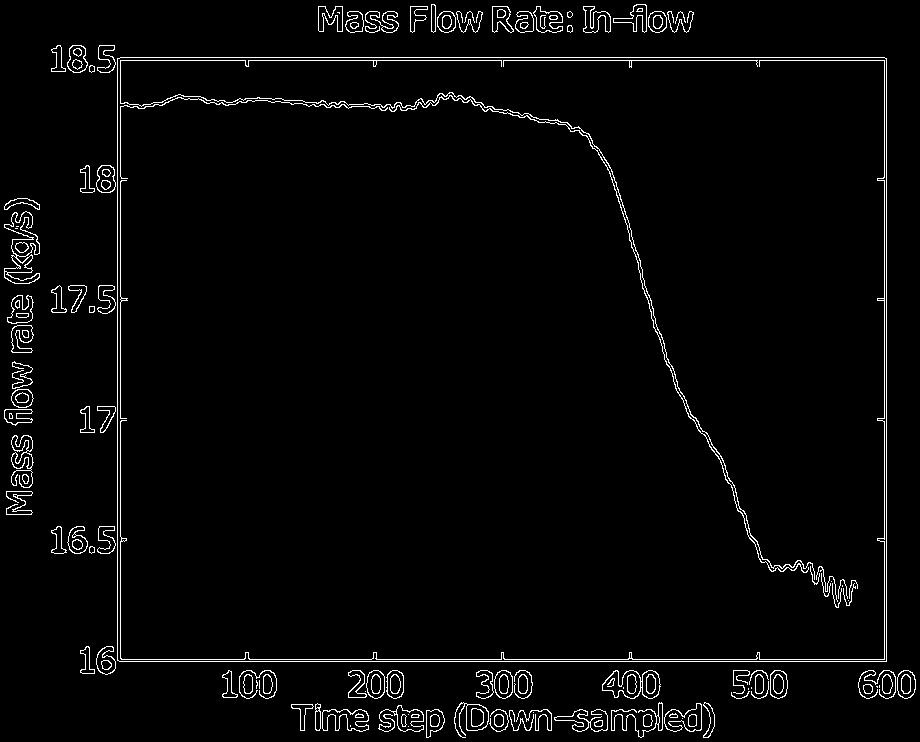 Mass Flow Rate: In-flow
18.5
18
17.5
17
16.5
16
Mass flow rate (kg/s)
100 200 300 400 500 600
Time step (Down-sampled)